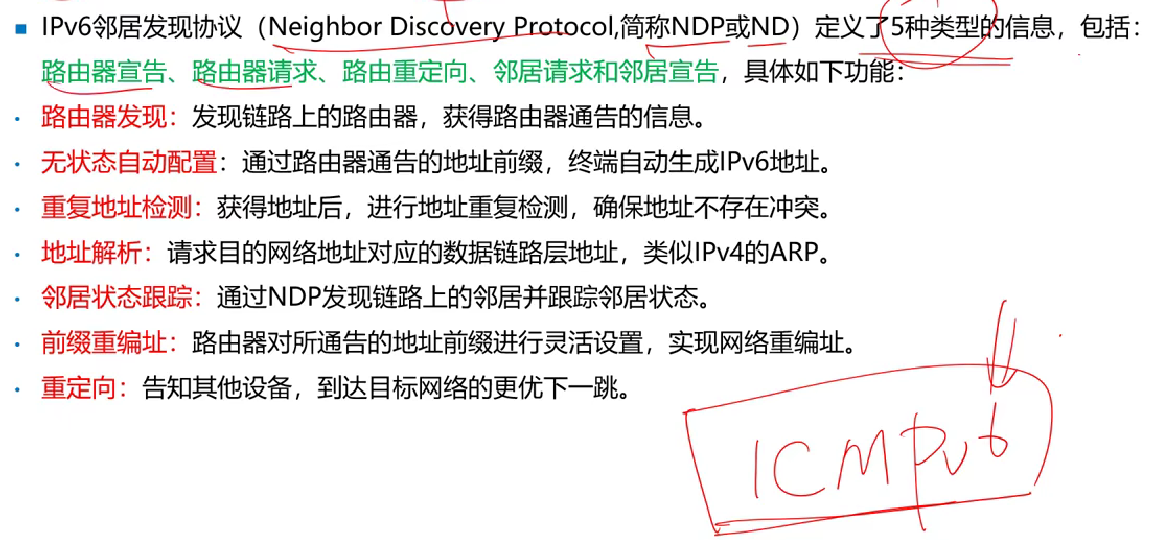 IPv6邻居发现协议（Neighbor Discovery Protocol,简称NDP或ND）定义了5种类型的信息，包括：
路由器宣告、路由器请求、路由重定向、邻居请求和邻居宣告，具体如下功能：
路由器发现：发现链路上的路由器，获得路由器通告的信息。
无状态自动配置：通过路由器通告的地址前缀，终端自动生成IPv6地址。
重复地址检测：获得地址后，进行地址重复检测，确保地址不存在冲突。
地址解析：请求目的网络地址对应的数据链路层地址，类似IPv4的ARP。
邻居状态跟踪：通过NDP发现链路上的邻居并跟踪邻居状态。
前缀重编址：路由器对所通告的地址前缀进行灵活设置，实现网络重编址。
重定向：告知其他设备，到达目标网络的更优下一跳。
ICMPv6